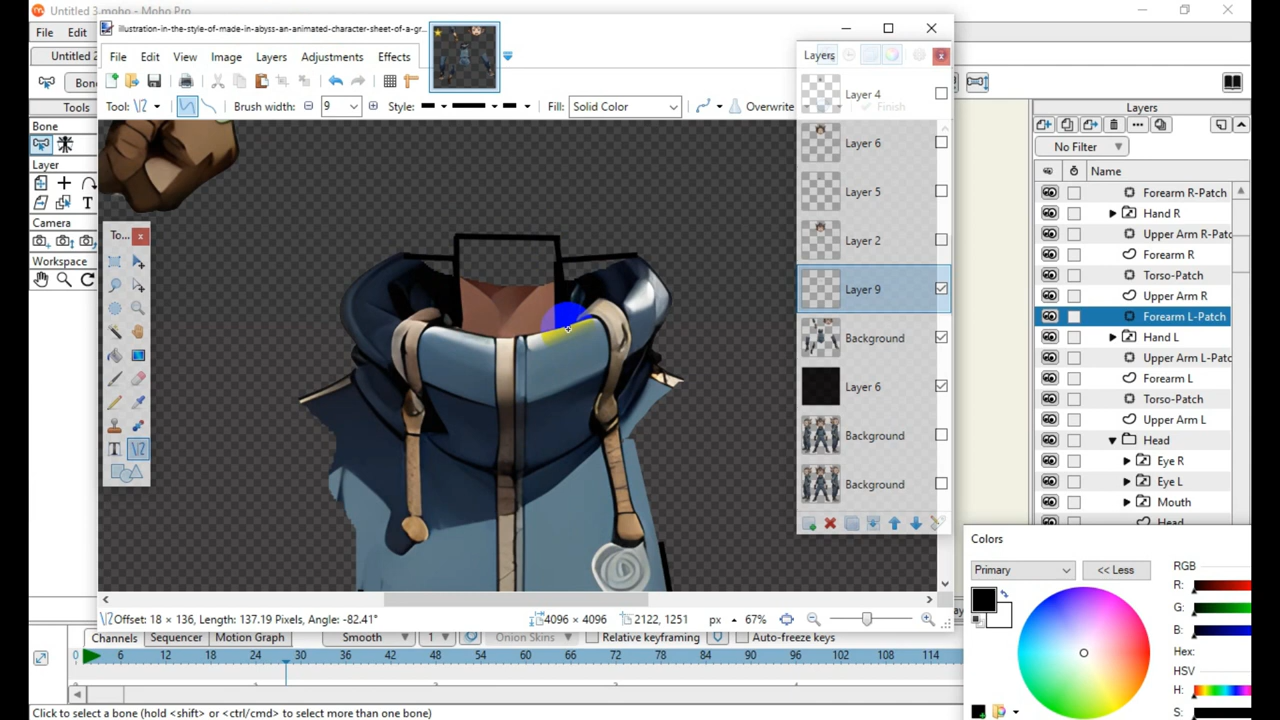 Untitled 3.moho - Moho Pro
illustration-in-the-style-of-made-in-abyss-an-animated-character-sheet-of-a-gr...
File Edit
File Edit View Image Layers Adjustments Effects
Layers
Untitled 2
Bon
Tools
Tool: Brush width: 9 Style: Fill: Solid Color Overwrite Finish
Layers
No Filter
Name
Bone
Layer
Camera
Workspace
To... x
T
T
Layer 4
Layer 6
Layer 5
Layer 2
Layer 9
Background
Layer 6
Background
Background
Forearm R-Patch
Hand R
Upper Arm R-Patc
Forearm R
Torso-Patch
Upper Arm R
Forearm L-Patch
Hand L
Upper Arm L-Patc
Forearm L
Torso-Patch
Upper Arm L
Head
Eye R
Eye L
Mouth
Head
Colors
Primary << Less RGB
R:
G:
B:
Hex:
HSV
H:
S:
Offset: 18 × 136, Length: 137.19 Pixels, Angle: -82.41° 4096 × 4096 2122, 1251 px 67%
Channels Sequencer Motion Graph Smooth 1 Onion Skins Relative keyframing Auto-freeze keys
0 6 12 18 24 30 36 42 48 54 60 66 72 78 84 90 96 102 108 114
Click to select a bone (hold <shift> or <ctrl/cmd> to select more than one bone)